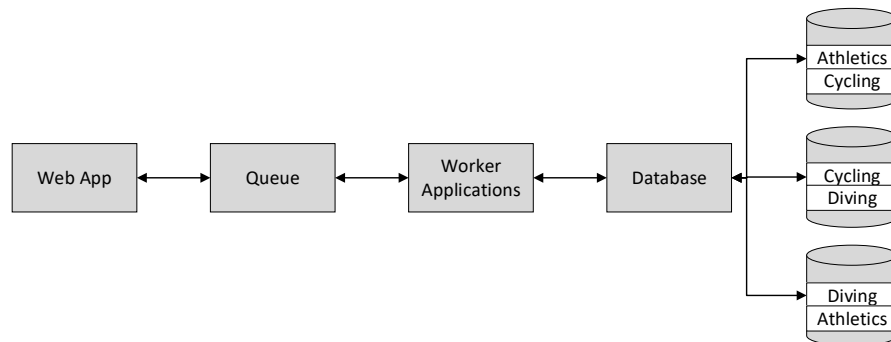 Web App
Queue
Worker
Applications
Database
Athletics
Cycling
Cycling
Diving
Diving
Athletics